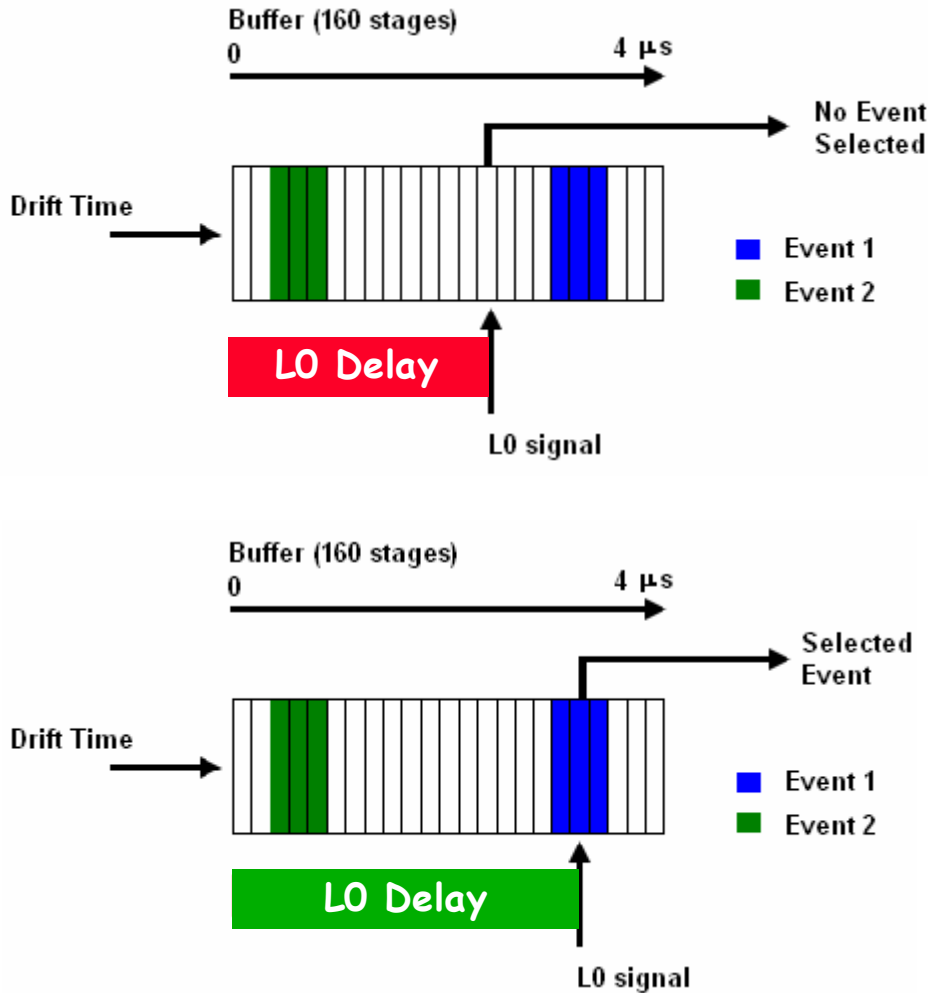 Buffer (160 stages)
0
4 μs
No Event
Selected
Drift Time
Event 1
Event 2
L0 Delay
L0 signal
Buffer (160 stages)
0
4 μs
Selected
Event
Drift Time
Event 1
Event 2
L0 Delay
L0 signal